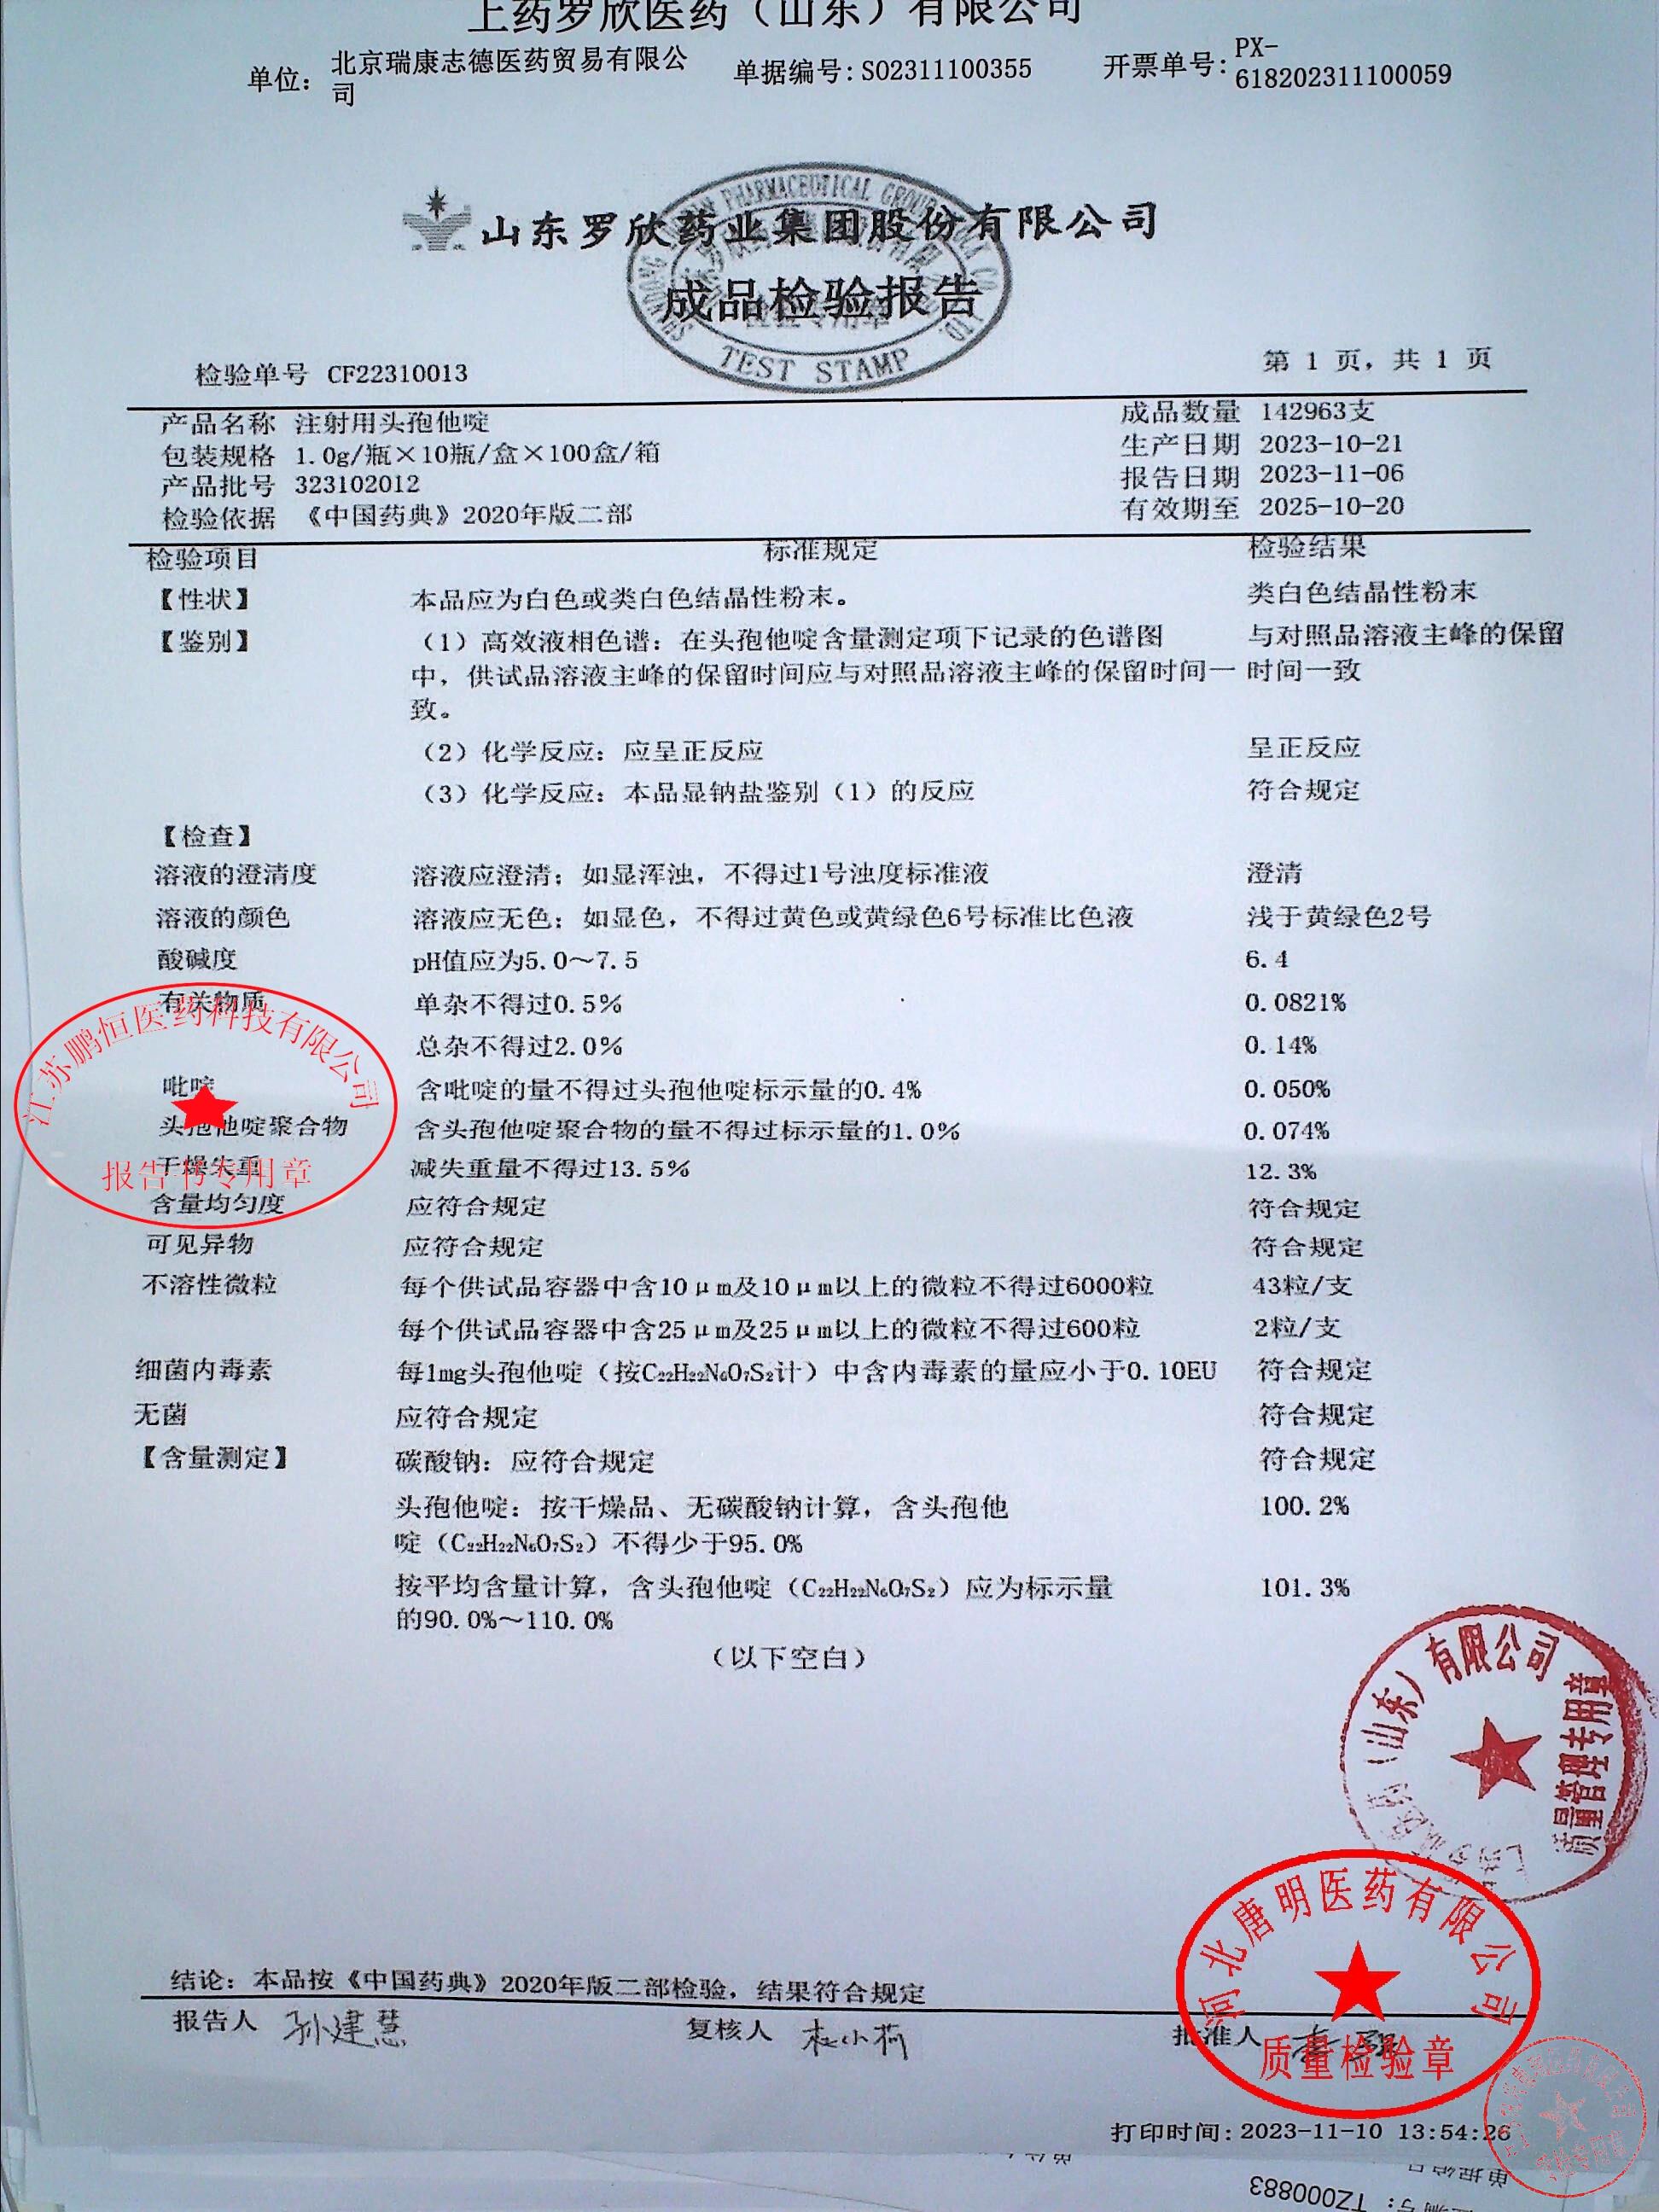 上药罗欣医药（山东）有限公司
单位： 北京瑞康志德医药贸易有限公司 单据编号：S02311100355 开票单号：PX-618202311100059
山东罗欣药业集团股份有限公司
成品检验报告
TEST STAMP
检验单号 CF22310013 第 1 页，共 1 页
产品名称 注射用头孢他啶 成品数量 142963支
包装规格 1.0g/瓶×10瓶/盒×100盒/箱 生产日期 2023-10-21
产品批号 323102012 报告日期 2023-11-06
检验依据 《中国药典》2020年版二部 有效期至 2025-10-20
检验项目 标准规定 检验结果
【性状】 本品应为白色或类白色结晶性粉末。 类白色结晶性粉末
【鉴别】 （1）高效液相色谱：在头孢他啶含量测定项下记录的色谱图 与对照品溶液主峰的保留
中，供试品溶液主峰的保留时间应与对照品溶液主峰的保留时间一 时间一致
致。
（2）化学反应：应呈正反应 呈正反应
（3）化学反应：本品显钠盐鉴别（1）的反应 符合规定
【检查】
溶液的澄清度 溶液应澄清；如显浑浊，不得过1号浊度标准液 澄清
溶液的颜色 溶液应无色；如显色，不得过黄色或黄绿色6号标准比色液 浅于黄绿色2号
酸碱度 pH值应为5.0～7.5 6.4
有关物质 单杂不得过0.5% 0.0821%
总杂不得过2.0% 0.14%
吡啶 含吡啶的量不得过头孢他啶标示量的0.4% 0.050%
头孢他啶聚合物 含头孢他啶聚合物的量不得过标示量的1.0% 0.074%
干燥失重 减失重量不得过13.5% 12.3%
含量均匀度 应符合规定 符合规定
江苏鹏恒医药科技有限公司
报告书专用章
可见异物 应符合规定 符合规定
不溶性微粒 每个供试品容器中含10μm及10μm以上的微粒不得过6000粒 43粒/支
每个供试品容器中含25μm及25μm以上的微粒不得过600粒 2粒/支
细菌内毒素 每1mg头孢他啶（按C₂₂H₂₂N₆O₇S₂计）中含内毒素的量应小于0.10EU 符合规定
无菌 应符合规定 符合规定
【含量测定】 碳酸钠：应符合规定 符合规定
头孢他啶：按干燥品、无碳酸钠计算，含头孢他 100.2%
啶（C₂₂H₂₂N₆O₇S₂）不得少于95.0%
按平均含量计算，含头孢他啶（C₂₂H₂₂N₆O₇S₂）应为标示量 101.3%
的90.0%～110.0%
（以下空白）
（山东）有限公司
质量管理专用章
河北唐明医药有限公司
质量检验章
结论：本品按《中国药典》2020年版二部检验，结果符合规定
报告人 孙建慧 复核人 杜小荷 批准人
打印时间：2023-11-10 13:54:26
TZ000883